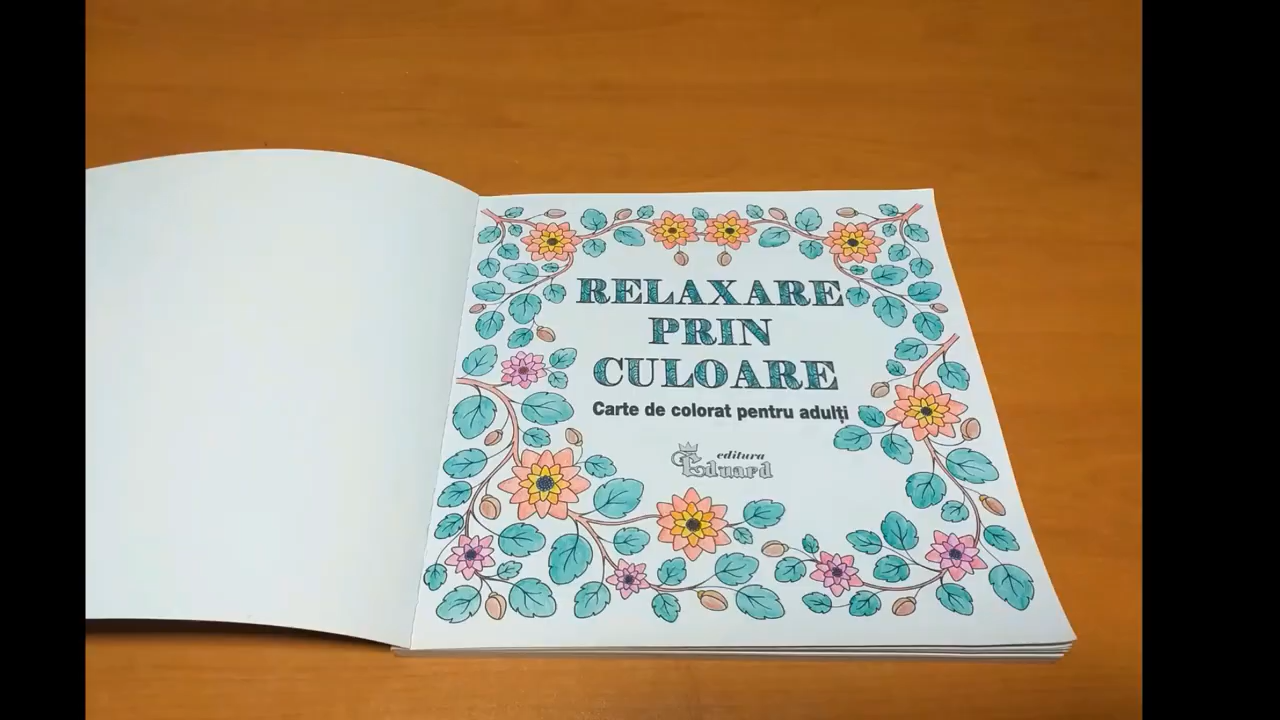 RELAXARE
PRIN
CULOARE
Carte de colorat pentru adulți
editura
Eduard